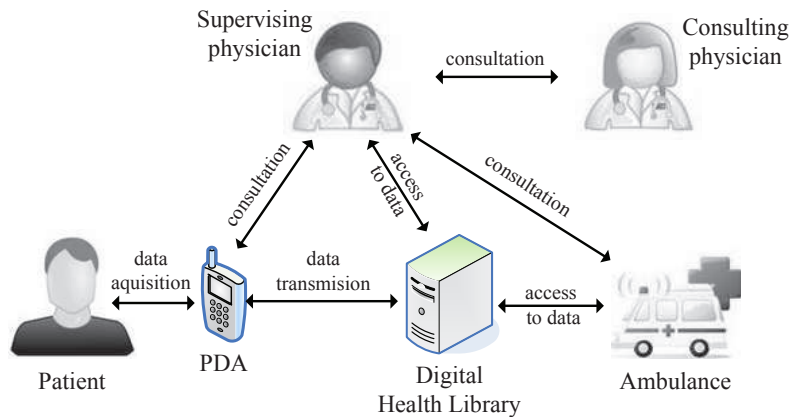 Supervising
physician
Consulting
physician
consultation
consultation
access
to data
consultation
data
aquisition
data
transmision
access
to data
Patient
PDA
Digital
Health Library
Ambulance